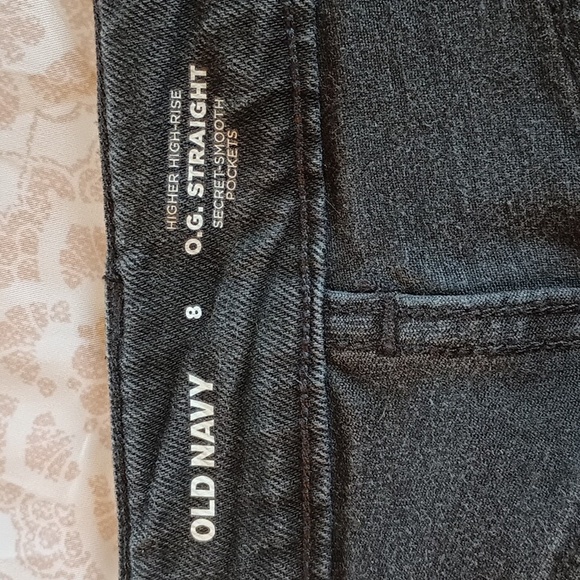 OLD NAVY
8
HIGHER HIGH-RISE
O.G. STRAIGHT
SECRET-SMOOTH
POCKETS